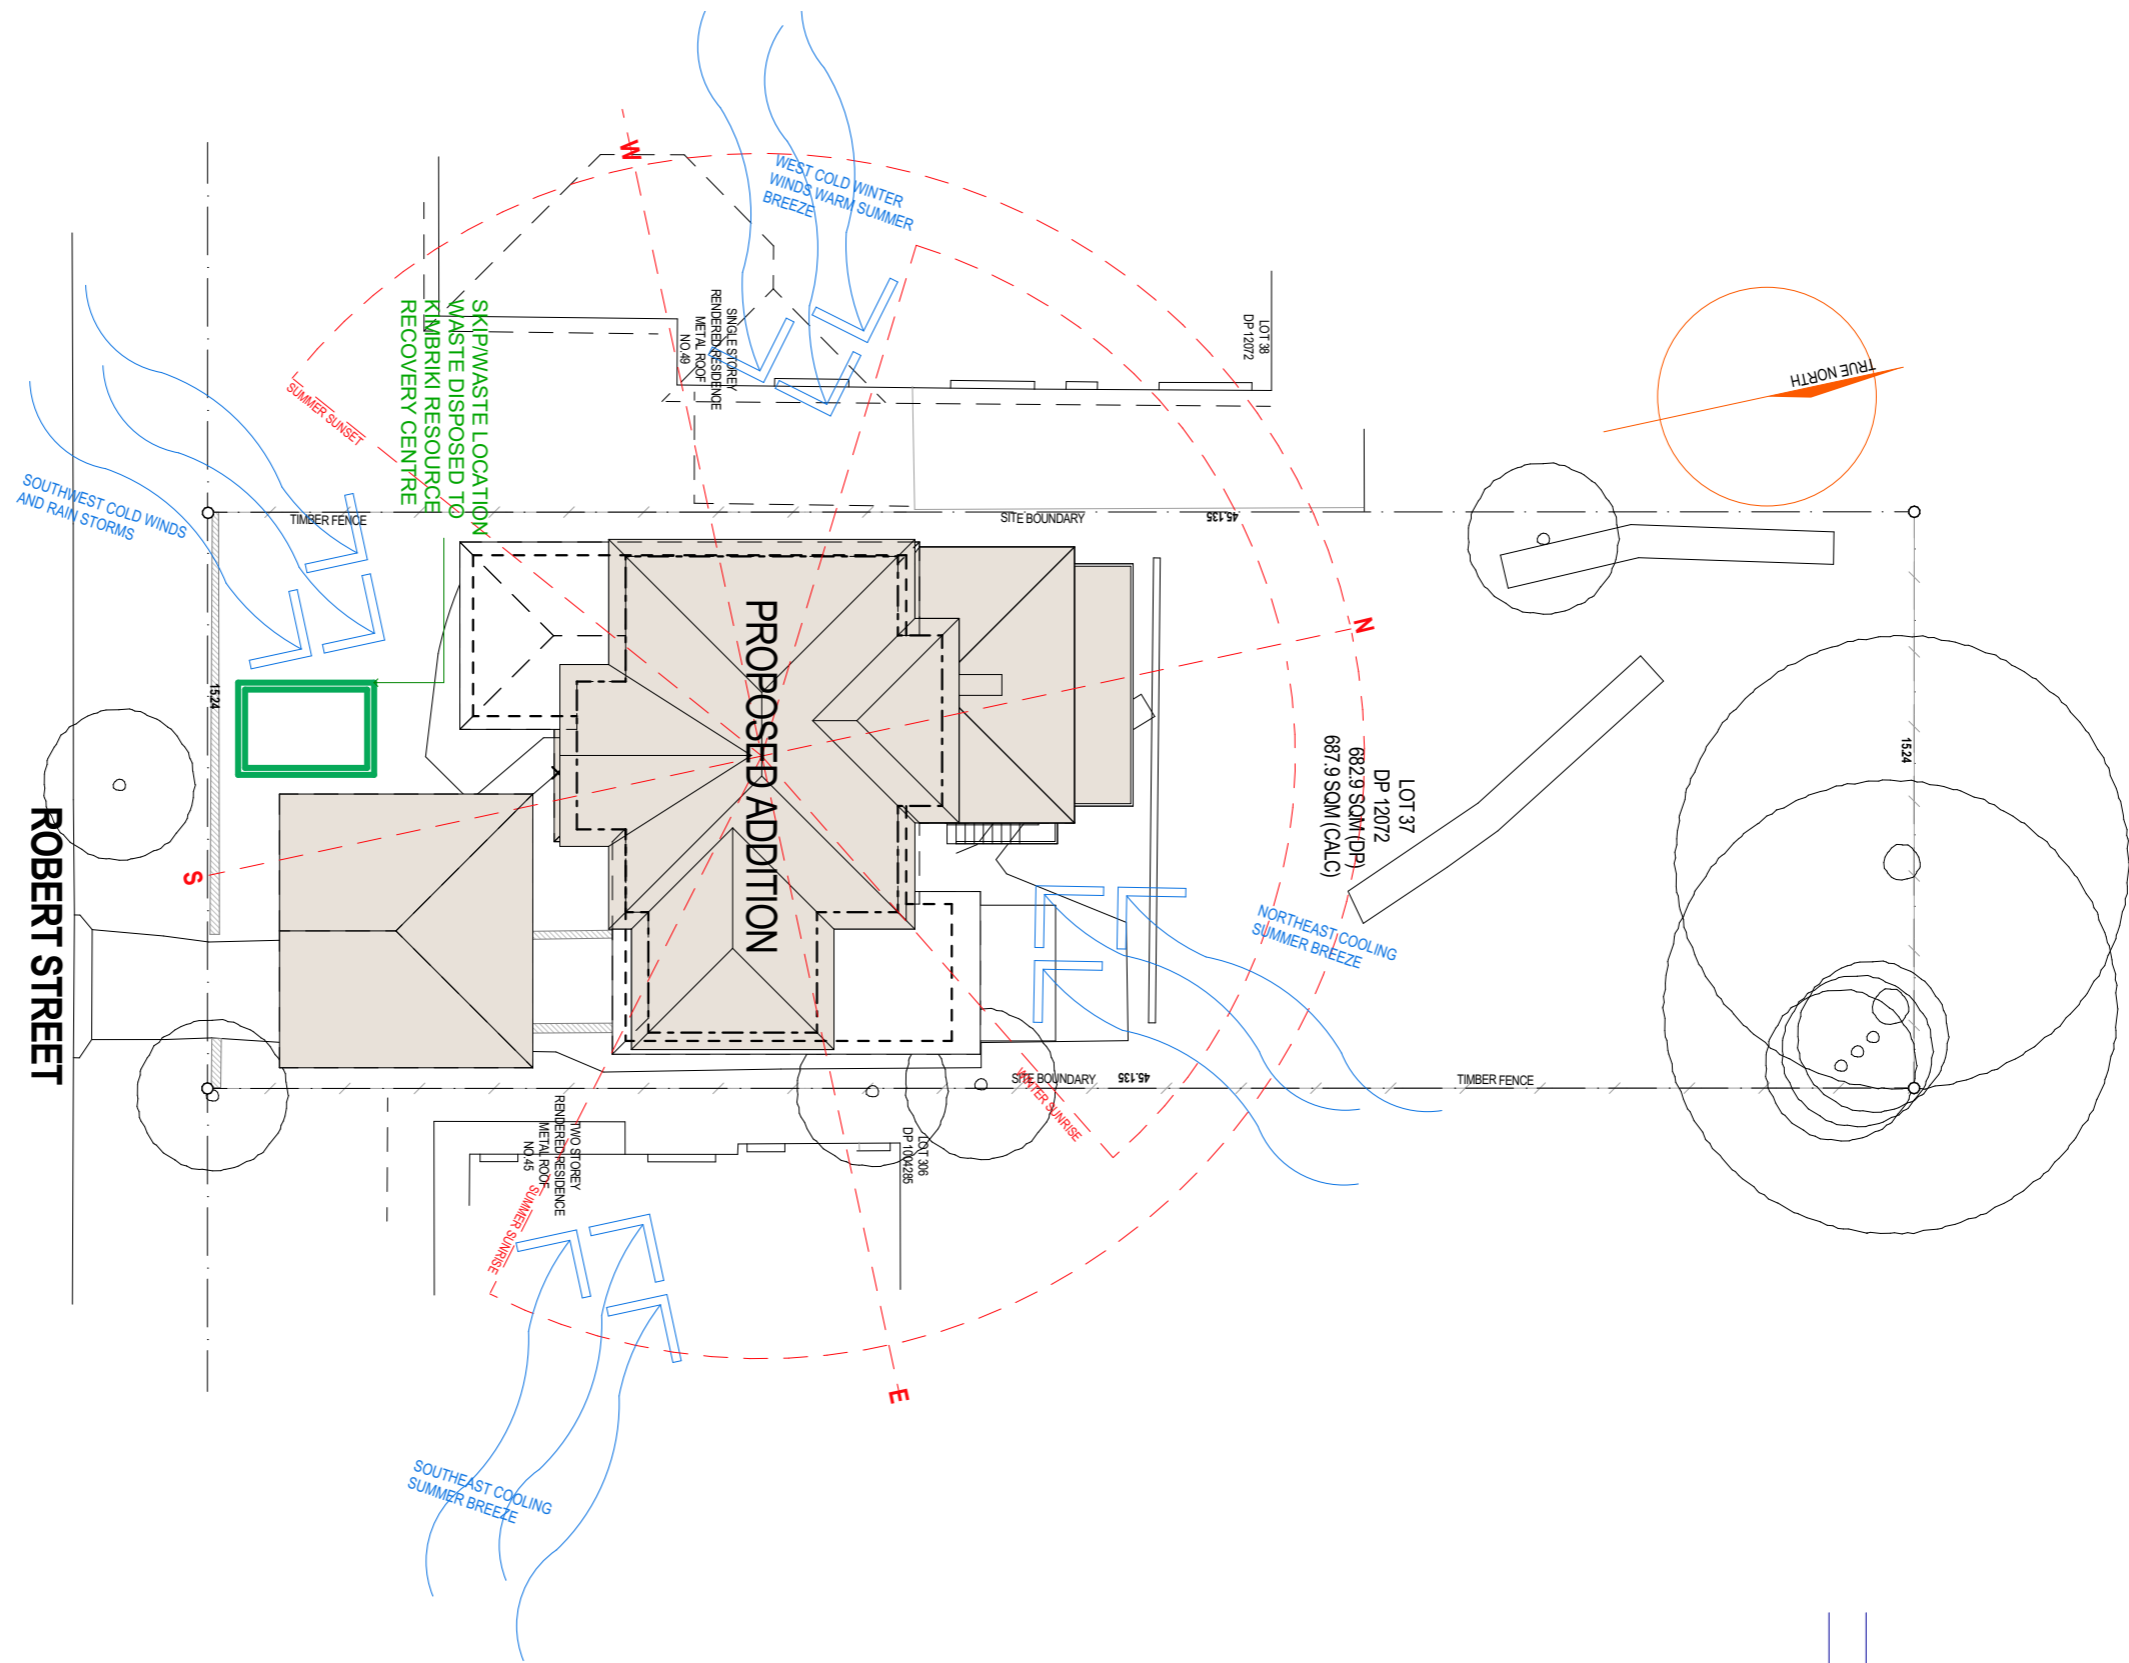 W
WEST COLD WINTER
WINDS WARM SUMMER
BREEZE
SKIP/WASTE LOCATION
WASTE DISPOSED TO
KIMBRIKI RESOURCE
RECOVERY CENTRE
SINGLE STOREY
RENDERED RESIDENCE
METAL ROOF
NO.49
LOT 38
DP 12072
TRUE NORTH
SUMMER SUNSET
SOUTHWEST COLD WINDS
AND RAIN STORMS
TIMBER FENCE
SITE BOUNDARY
45.135
N
PROPOSED ADDITION
15.24
15.24
LOT 37
DP 12072
682.9 SQM (DP)
687.9 SQM (CALC)
S
ROBERT STREET
NORTHEAST COOLING
SUMMER BREEZE
SITE BOUNDARY
45.135
TIMBER FENCE
WINTER SUNRISE
TWO STOREY
RENDERED RESIDENCE
METAL ROOF
NO.45
LOT 306
DP 1004285
SUMMER SUNRISE
E
SOUTHEAST COOLING
SUMMER BREEZE